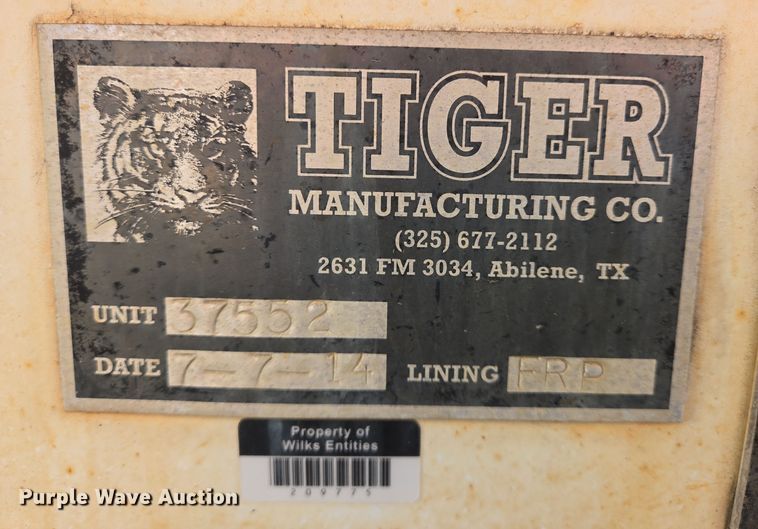 TIGER
MANUFACTURING CO.
(325) 677-2112
2631 FM 3034, Abilene, TX
UNIT 37552
DATE 7-7-14 LINING FRP
Property of
Wilks Entities
209775
Purple Wave Auction